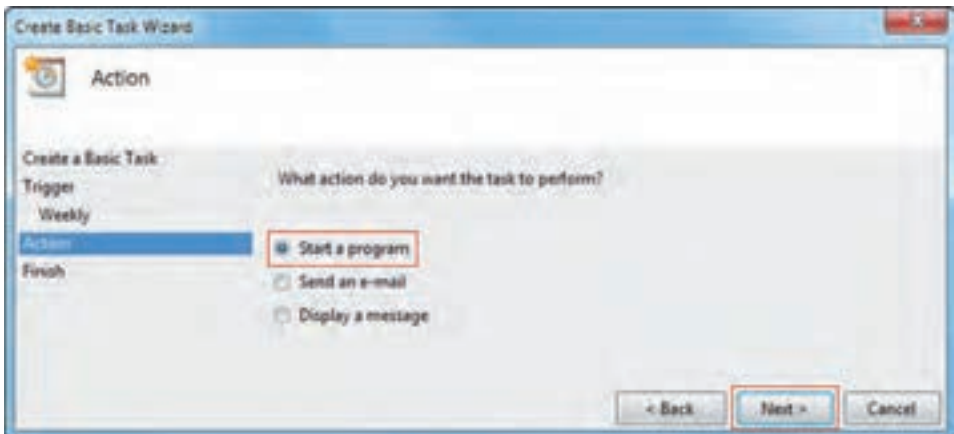 Create Basic Task Wizard
Action
Create a Basic Task
Trigger
Weekly
Action
Finish
What action do you want the task to perform?
Start a program
Send an e-mail
Display a message
< Back
Next >
Cancel